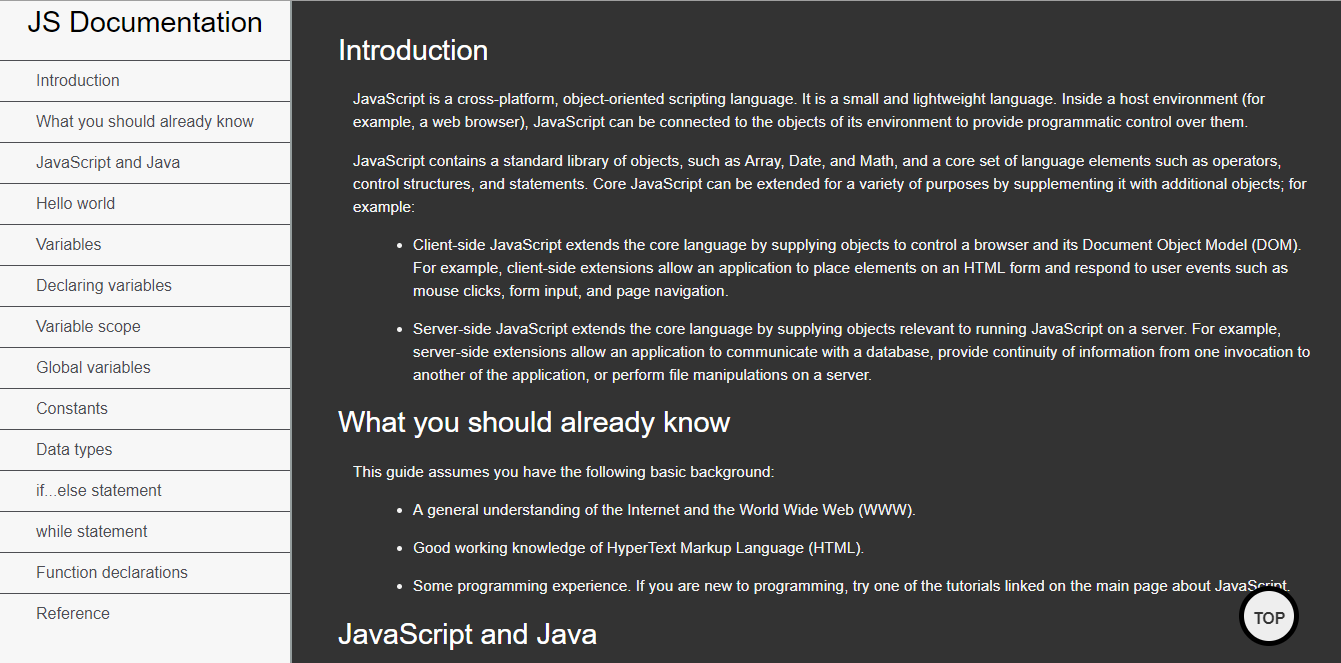 JS Documentation
Introduction
What you should already know
JavaScript and Java
Hello world
Variables
Declaring variables
Variable scope
Global variables
Constants
Data types
if...else statement
while statement
Function declarations
Reference
Introduction
JavaScript is a cross-platform, object-oriented scripting language. It is a small and lightweight language. Inside a host environment (for
example, a web browser), JavaScript can be connected to the objects of its environment to provide programmatic control over them.
JavaScript contains a standard library of objects, such as Array, Date, and Math, and a core set of language elements such as operators,
control structures, and statements. Core JavaScript can be extended for a variety of purposes by supplementing it with additional objects; for
example:
• Client-side JavaScript extends the core language by supplying objects to control a browser and its Document Object Model (DOM).
For example, client-side extensions allow an application to place elements on an HTML form and respond to user events such as
mouse clicks, form input, and page navigation.
• Server-side JavaScript extends the core language by supplying objects relevant to running JavaScript on a server. For example,
server-side extensions allow an application to communicate with a database, provide continuity of information from one invocation to
another of the application, or perform file manipulations on a server.
What you should already know
This guide assumes you have the following basic background:
• A general understanding of the Internet and the World Wide Web (WWW).
• Good working knowledge of HyperText Markup Language (HTML).
• Some programming experience. If you are new to programming, try one of the tutorials linked on the main page about JavaScript.
JavaScript and Java
TOP